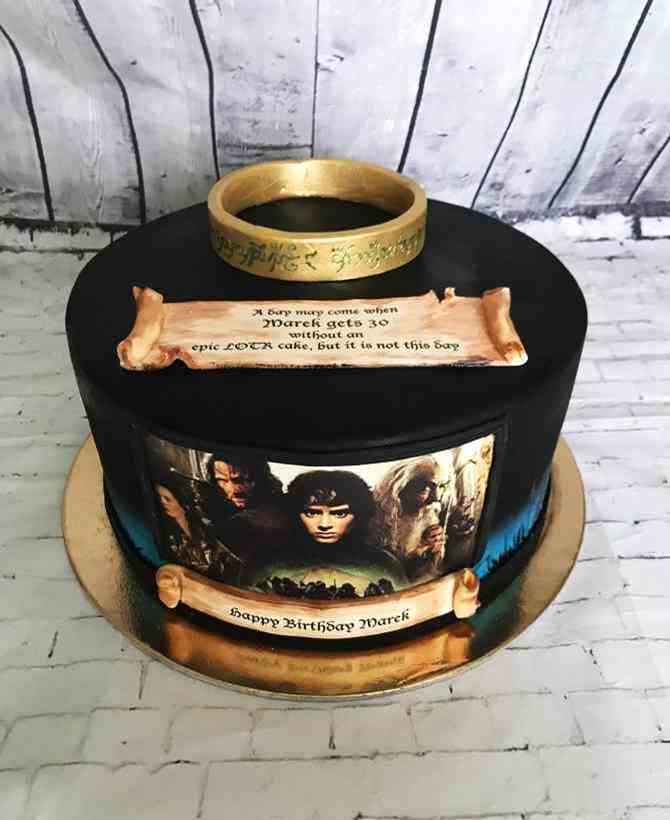 A day may come when
Marek gets 30
without an
epic LOTR cake, but it is not this day
Happy Birthday Marek